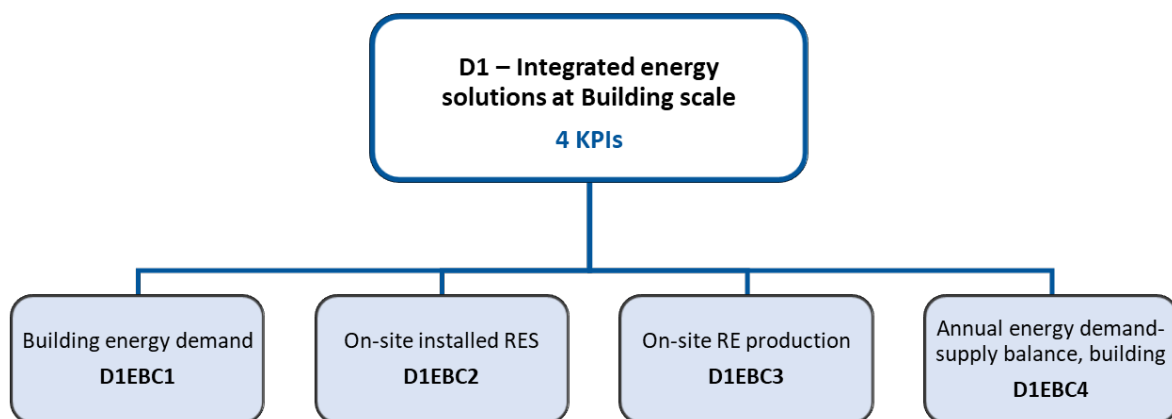 D1 – Integrated energy
solutions at Building scale
4 KPIs
Building energy demand
D1EBC1
On-site installed RES
D1EBC2
On-site RE production
D1EBC3
Annual energy demand-
supply balance, building
D1EBC4